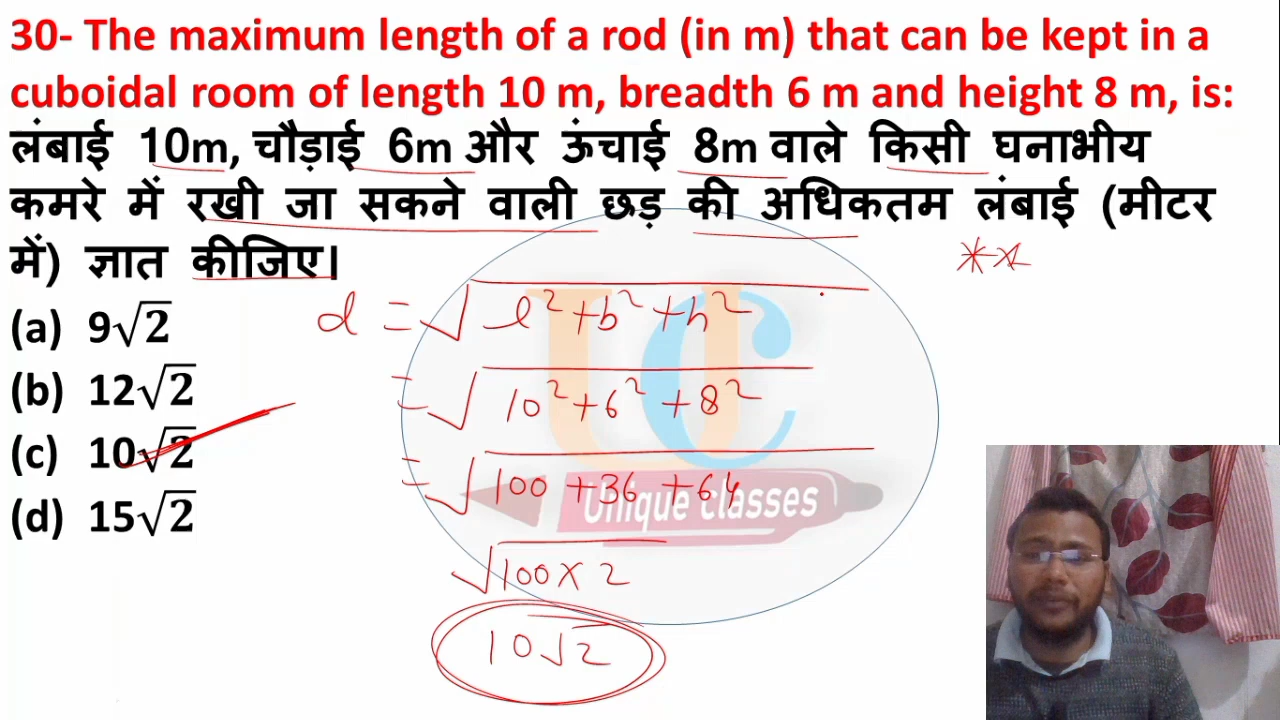 30- The maximum length of a rod (in m) that can be kept in a
cuboidal room of length 10 m, breadth 6 m and height 8 m, is:
लंबाई 10m, चौड़ाई 6m और ऊंचाई 8m वाले किसी घनाभीय
कमरे में रखी जा सकने वाली छड़ की अधिकतम लंबाई (मीटर
में) ज्ञात कीजिए।
**
(a) 9√2
(b) 12√2
(c) 10√2
(d) 15√2
d = √l²+b²+h²
= √10²+6²+8²
= √100+36+64
√100×2
10√2
UC
Unique classes